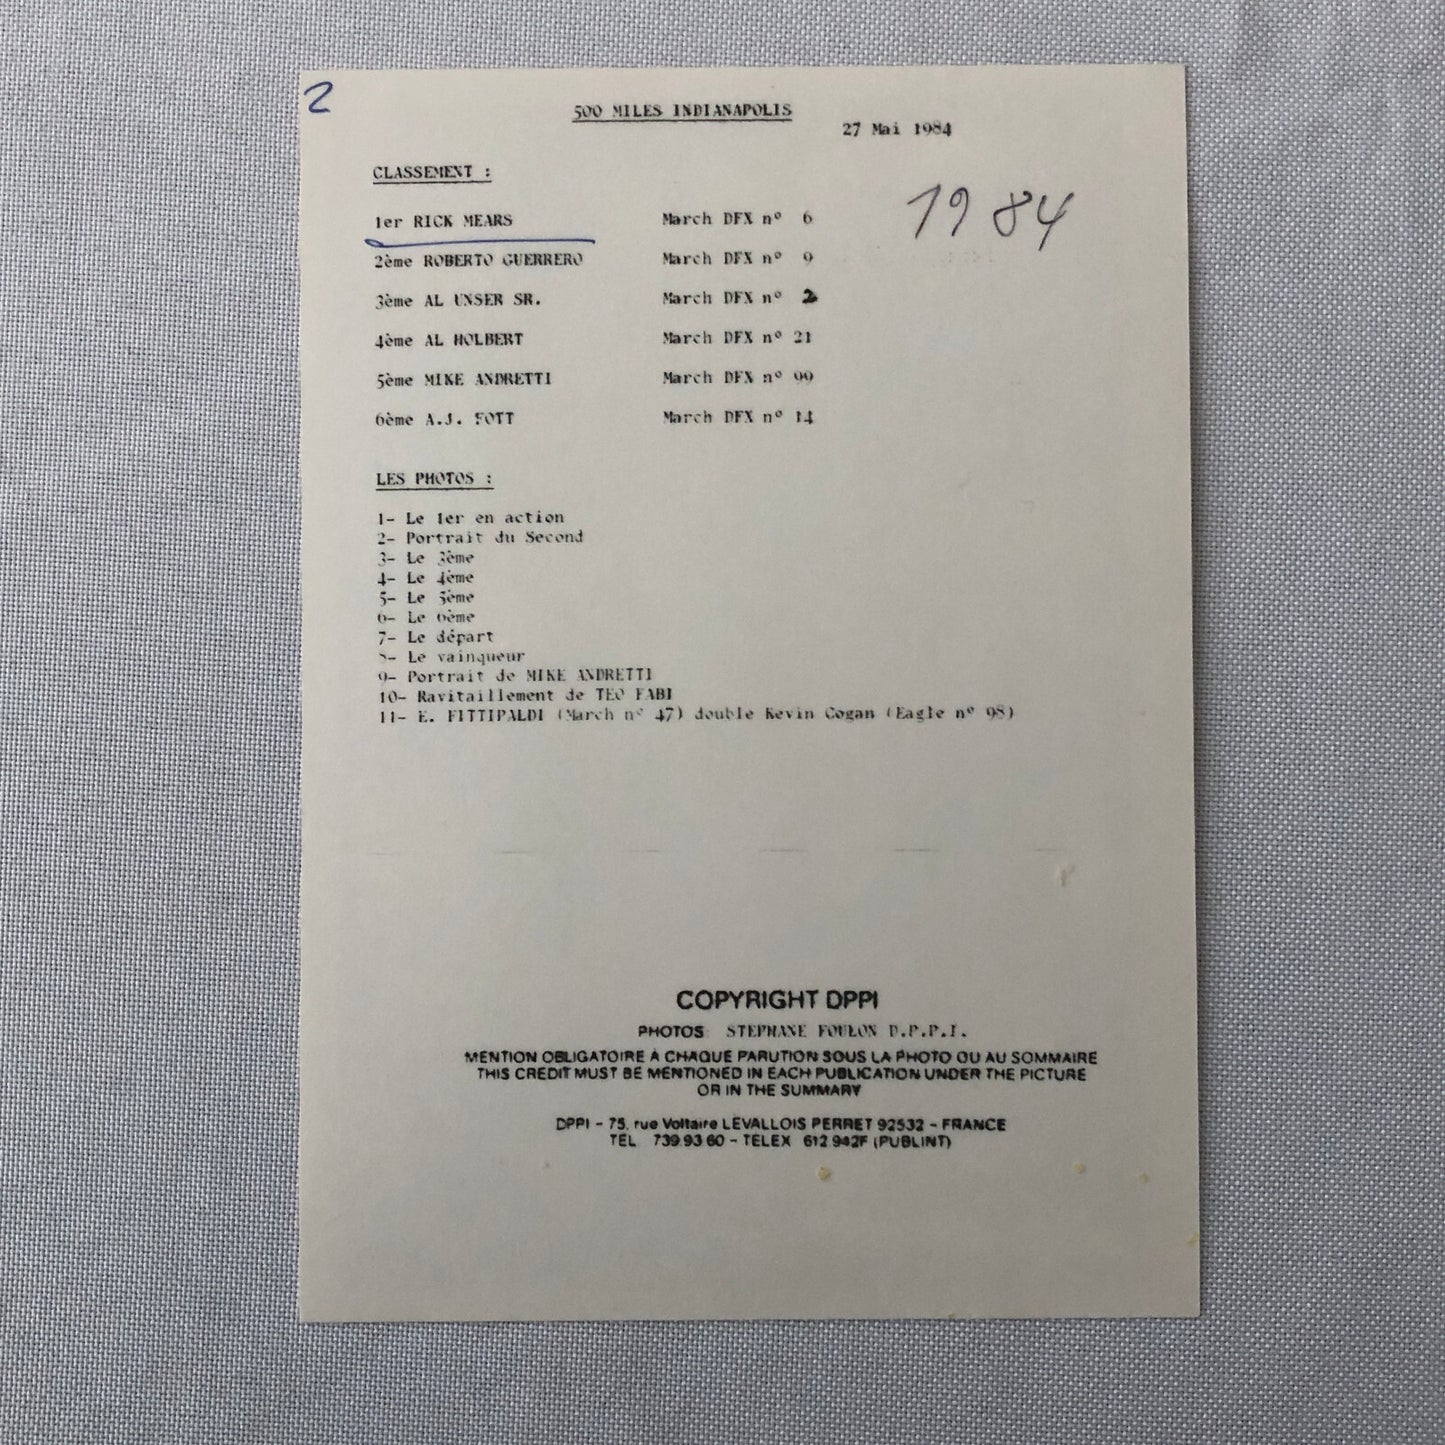 2
500 MILES INDIANAPOLIS
27 Mai 1984
CLASSEMENT :
1984
1er RICK MEARS March DFX n° 6
2ème ROBERTO GUERRERO March DFX n° 9
3ème AL UNSER SR. March DFX n° 2
4ème AL HOLBERT March DFX n° 21
5ème MIKE ANDRETTI March DFX n° 99
6ème A.J. FOYT March DFX n° 14
LES PHOTOS :
1- Le 1er en action
2- Portrait du Second
3- Le 3ème
4- Le 4ème
5- Le 5ème
6- Le 6ème
7- Le départ
8- Le vainqueur
9- Portrait de MIKE ANDRETTI
10- Ravitaillement de TEO FABI
11- E. FITTIPALDI (March n° 47) double Kevin Cogan (Eagle n° 98)
COPYRIGHT DPPI
PHOTOS STEPHANE FOULON D.P.P.I.
MENTION OBLIGATOIRE À CHAQUE PARUTION SOUS LA PHOTO OU AU SOMMAIRE
THIS CREDIT MUST BE MENTIONED IN EACH PUBLICATION UNDER THE PICTURE
OR IN THE SUMMARY
DPPI - 75, rue Voltaire LEVALLOIS PERRET 92532 - FRANCE
TEL 739.93.60 - TELEX 612 942F (PUBLINT)